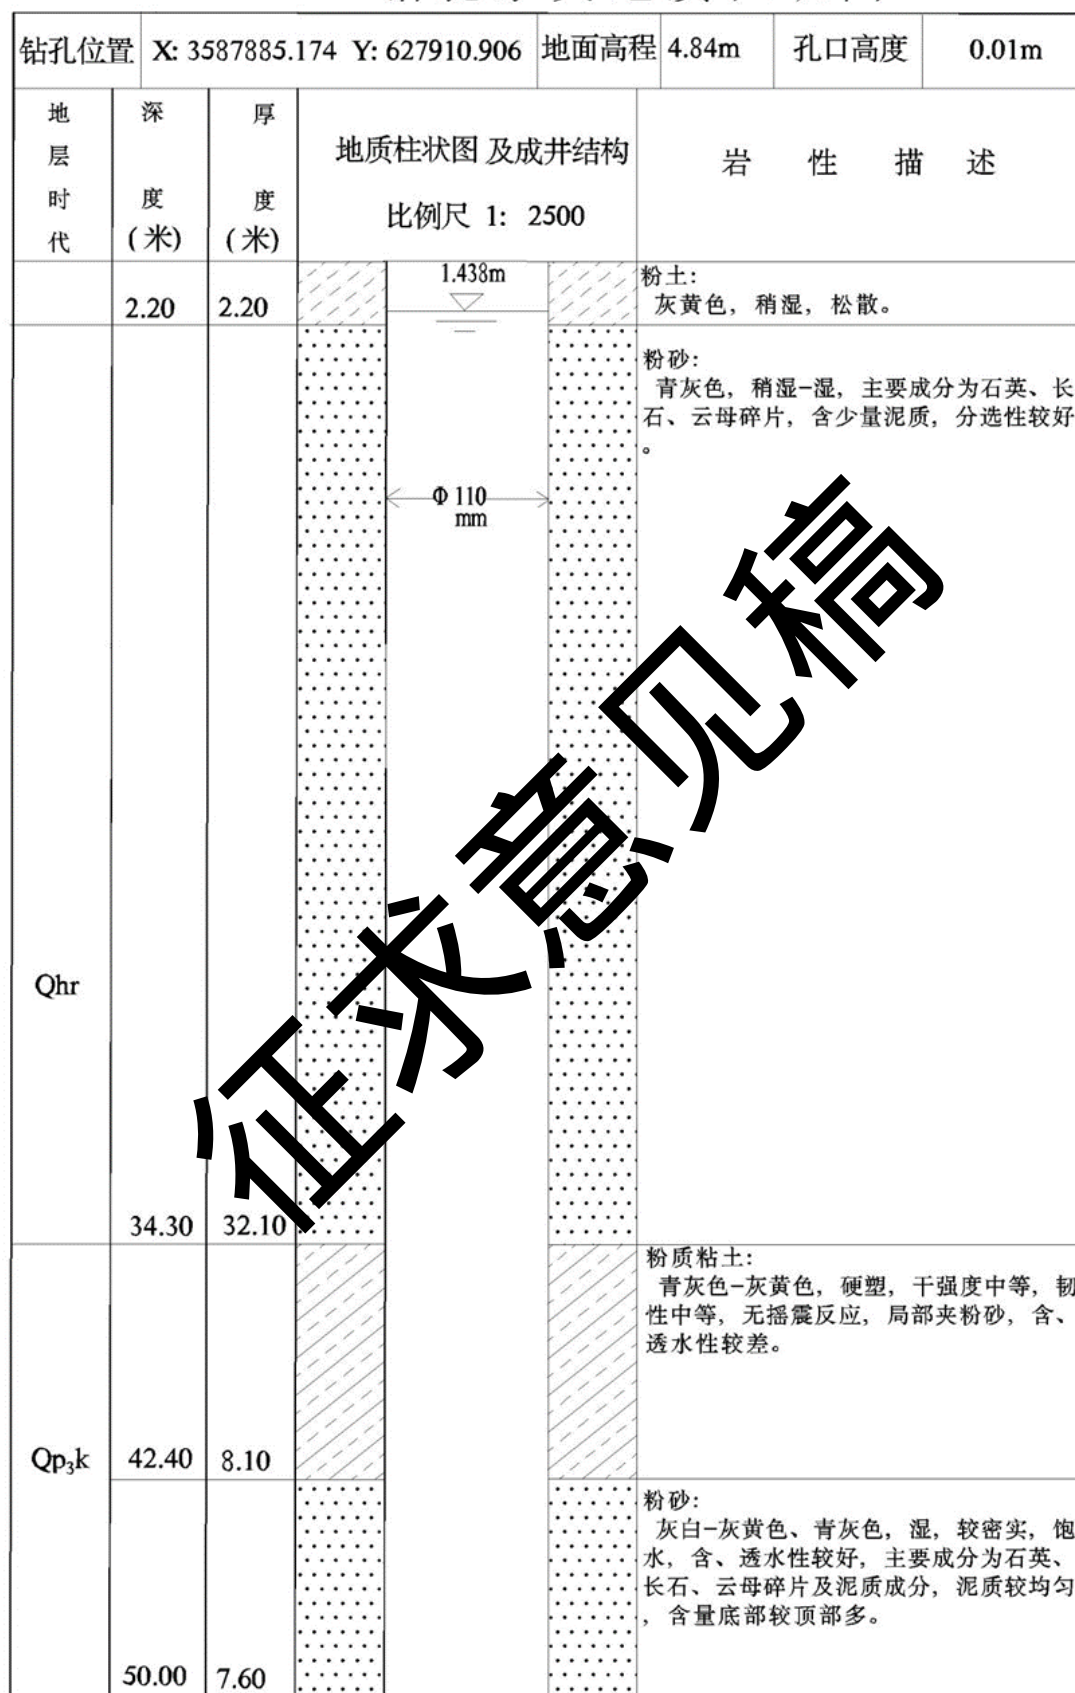 钻孔位置 X: 3587885.174 Y: 627910.906 地面高程 4.84m 孔口高度 0.01m
地层时代 深度(米) 厚度(米) 地质柱状图及成井结构 岩性描述
比例尺 1: 2500
1.438m
2.20 2.20
粉土:
灰黄色, 稍湿, 松散。
粉砂:
青灰色, 稍湿-湿, 主要成分为石英、长
石、云母碎片, 含少量泥质, 分选性较好
。
Φ110
mm
征求意见稿
Qhr
34.30 32.10
粉质粘土:
青灰色-灰黄色, 硬塑, 干强度中等, 韧
性中等, 无摇震反应, 局部夹粉砂, 含、
透水性较差。
Qp₃k 42.40 8.10
粉砂:
灰白-灰黄色、青灰色, 湿, 较密实, 饱
水, 含、透水性较好, 主要成分为石英、
长石、云母碎片及泥质成分, 泥质较均匀
, 含量底部较顶部多。
50.00 7.60